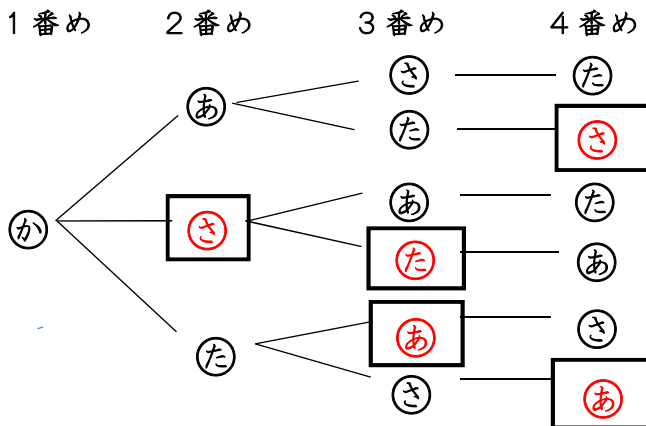 1番め 2番め 3番め 4番め
さ た
あ
た さ
あ た
か さ
た あ
あ さ
た
さ あ